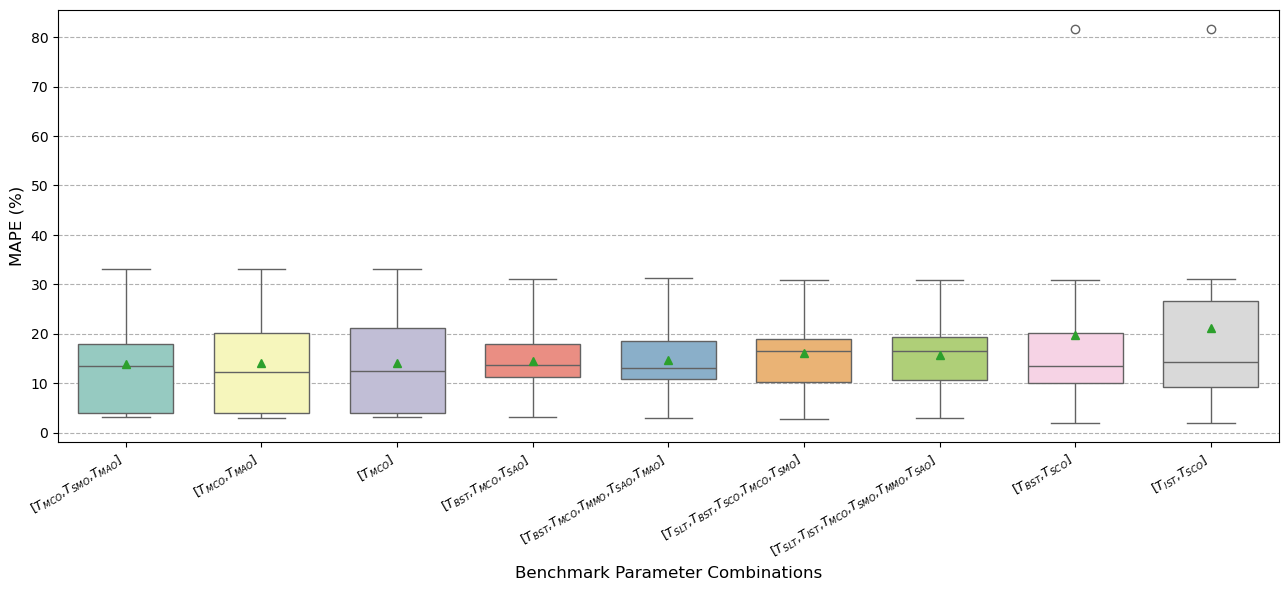 MAPE (%)
80
70
60
50
40
30
20
10
0
[T_MCO,T_SMO,T_MAO]
[T_MCO,T_MAO]
[T_MCO]
[T_BST,T_MCO,T_SAO]
[T_BST,T_MCO,T_MMO,T_SAO,T_MAO]
[T_SLT,T_BST,T_SCO,T_MCO,T_SMO]
[T_SLT,T_IST,T_MCO,T_SMO,T_MMO,T_SAO]
[T_BST,T_SCO]
[T_IST,T_SCO]
Benchmark Parameter Combinations